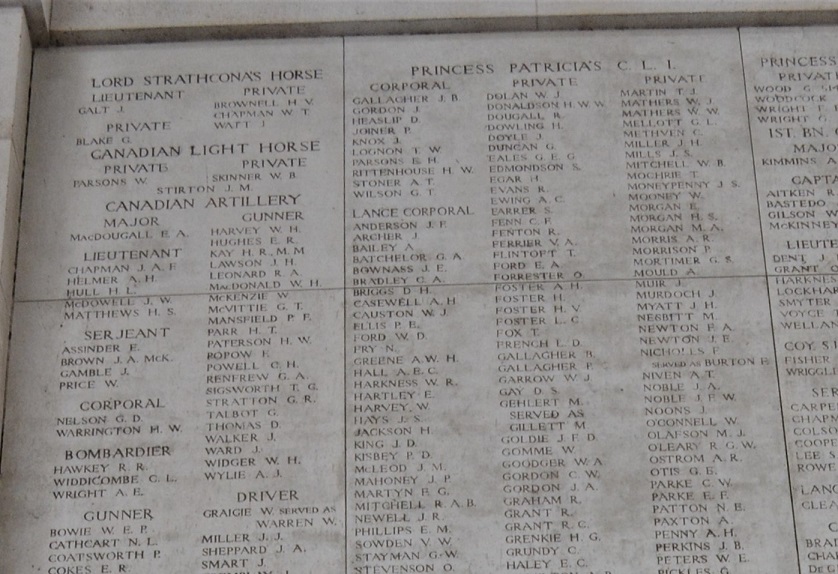 LORD STRATHCONA'S HORSE
LIEUTENANT
GALT J.
PRIVATE
BLAKE G.
PRIVATE
BROWNELL H. V.
CHAPMAN W. T.
WATT J.
CANADIAN LIGHT HORSE
PRIVATE
PARSONS W.
PRIVATE
SKINNER W. B.
STIRTON J. M.
CANADIAN ARTILLERY
MAJOR
MACDOUGALL E. A.
LIEUTENANT
CHAPMAN J. A. F.
HELMER A. H.
HULL H. L.
McDOWELL J. W.
MATTHEWS H. S.
SERJEANT
ASSINDER E.
BROWN J. A. McK.
GAMBLE J.
PRICE W.
CORPORAL
NELSON G. D.
WARRINGTON H. W.
BOMBARDIER
HAWKEY R. R.
WIDDICOMBE C. L.
WRIGHT A. E.
GUNNER
BOWIE W. E. P.
CATHCART N. L.
COATSWORTH P.
COKES E. R.
GUNNER
HARVEY W. H.
HUGHES E. R.
KAY H. R., M.M
LAWSON J. H.
LEONARD R. A.
MACDONALD W. H.
McKENZIE W
McVITTIE G. T.
MANSFIELD P. F.
PARR H. T.
PATERSON H. W.
POPOW F.
POWELL C. H.
RENFREW G. A.
SIGSWORTH T. G.
STRATTON G. R.
TALBOT G.
THOMAS D.
WALKER J.
WARD J.
WIDGER W. H.
WYLIE A. J.
DRIVER
CRAIGIE W. SERVED AS
WARREN W.
MILLER J. J.
SHEPPARD J. A.
SMART J.
PRINCESS PATRICIA'S C. L. I.
CORPORAL
GALLAGHER J. B.
GORDON J.
HEASLIP D.
JOINER P.
KNOX J.
LOGNON T. W.
PARSONS E. H.
RITTENHOUSE H. W.
STONER A. T.
WILSON G. T.
LANCE CORPORAL
ANDERSON J. F.
ARCHER J.
BAILEY A.
BATCHELOR G. A.
BOWNASS J. E.
BRADLEY C. A.
BRIGGS D. H.
CASEWELL A. H.
CAUSTON W. J.
ELLIS P. E.
FORD W. D.
FRY N.
GREENE A. W. H.
HALL A. E. C.
HARKNESS W. R.
HARTLEY E.
HARVEY, W
HAYS J. S.
JACKSON H.
KING J. D.
KISBEY P. D.
McLEOD J. M.
MAHONEY J. P.
MARTYN F. G.
MITCHELL R. A. B.
NEWELL J. R.
PHILLIPS E. M.
SOWDEN V. W.
STAYMAN G. W.
STEVENSON O.
PRIVATE
DOLAN W. J.
DONALDSON H. W. W.
DOUGALL R.
DOWLING H.
DOYLE J.
DUNCAN G.
EALES G. E. G.
EDMONDSON S.
EGAR H.
EVANS R.
EWING A. C.
FARRER S.
FENN C. F.
FENTON R.
FERRIER V. A.
FLINTOFT T.
FORD E. A.
FORRESTER O.
FOSTER A. H.
FOSTER H.
FOSTER H. V.
FOSTER L. C.
FOX T.
FRENCH L. D.
GALLAGHER B.
GALLAGHER P.
GARROW W. J.
GAY D. S.
GEHLERT M.
SERVED AS
GILLETT M.
GOLDIE J. F. D.
GOMME W.
GOODGER W. A.
GORDON C. W.
GORDON J. A.
GRAHAM R.
GRANT R.
GRANT R. C.
GRENKIE H. G.
GRUNDY C.
HALEY E. C.
PRIVATE
MARTIN T. J.
MATHERS W. J.
MATHERS W. W.
MELLOTT G. L.
METHVEN C.
MILLER J. H.
MILLS J. S.
MITCHELL W. B.
MOCHRIE T.
MONEYPENNY J. S.
MOONEY W.
MORGAN E.
MORGAN H. S.
MORGAN M. A.
MORRIS A. R.
MORRISON P.
MORTIMER G. S.
MOULD A.
MUIR J.
MURDOCH J.
MYATT J. H.
NESBITT M.
NEWTON F. A.
NEWTON J. E.
NICHOLLS F.
SERVED AS BURTON F.
NIVEN A. T.
NOBLE J. A.
NOBLE J. F. W.
NOONS J.
O'CONNELL W.
OLAFSON M. J.
O'LEARY R. G. W.
OSTROM A. R.
OTIS G. E.
PARKE C. W.
PARKE E. F.
PATTON N. E.
PAXTON A.
PENNY A. H.
PERKINS J. B.
PETERS W. E.
PICKLES G.
PRINCESS
PRIVAT
WOOD G.
WOODCOCK
WRIGHT F.
WRIGHT G.
1ST. BN.
MAJO
KIMMINS A
CAPTA
AITKEN R.
BASTEDO
GILSON W
McKINNEY
LIEUT
DENT J.
GRANT
HARKNESS
LOCKHAR
SMYTER
VOYCE
WELLA
COY. S
FISHER
WRIGGL
SER
CARPE
CHAPM
COLSO
COOPE
LEE S
ROWE
LANC
CLEA
C
BRAD
CHAR
DeG